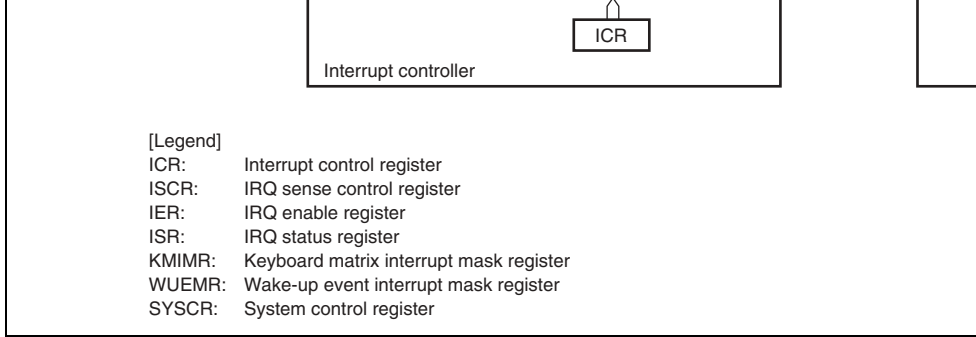 ICR
Interrupt controller
[Legend]
ICR: Interrupt control register
ISCR: IRQ sense control register
IER: IRQ enable register
ISR: IRQ status register
KMIMR: Keyboard matrix interrupt mask register
WUEMR: Wake-up event interrupt mask register
SYSCR: System control register